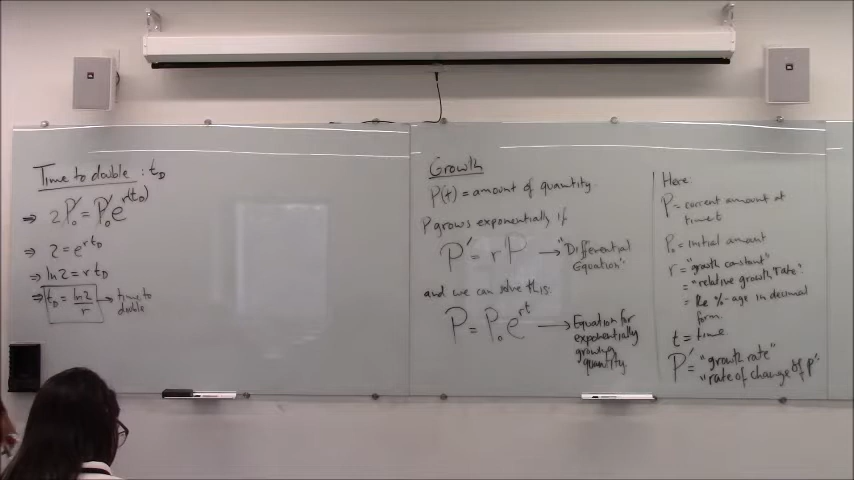 Time to double : t_D
⇒ 2P₀ = P₀e^r(t_D)
⇒ 2 = e^rt_D
⇒ ln2 = r t_D
⇒ t_D = ln2/r → time to double
Growth
P(t) = amount of quantity.
P grows exponentially if
P' = rP → "Differential Equation".
and we can solve this:
P = P₀e^rt → Equation for exponentially growing quantity.
Here:
P = current amount at
time t
P₀ = initial amount
r = "growth constant"
= "relative growth rate".
= the %-age in decimal
form.
t = time
P' = "growth rate"
"rate of change of P"